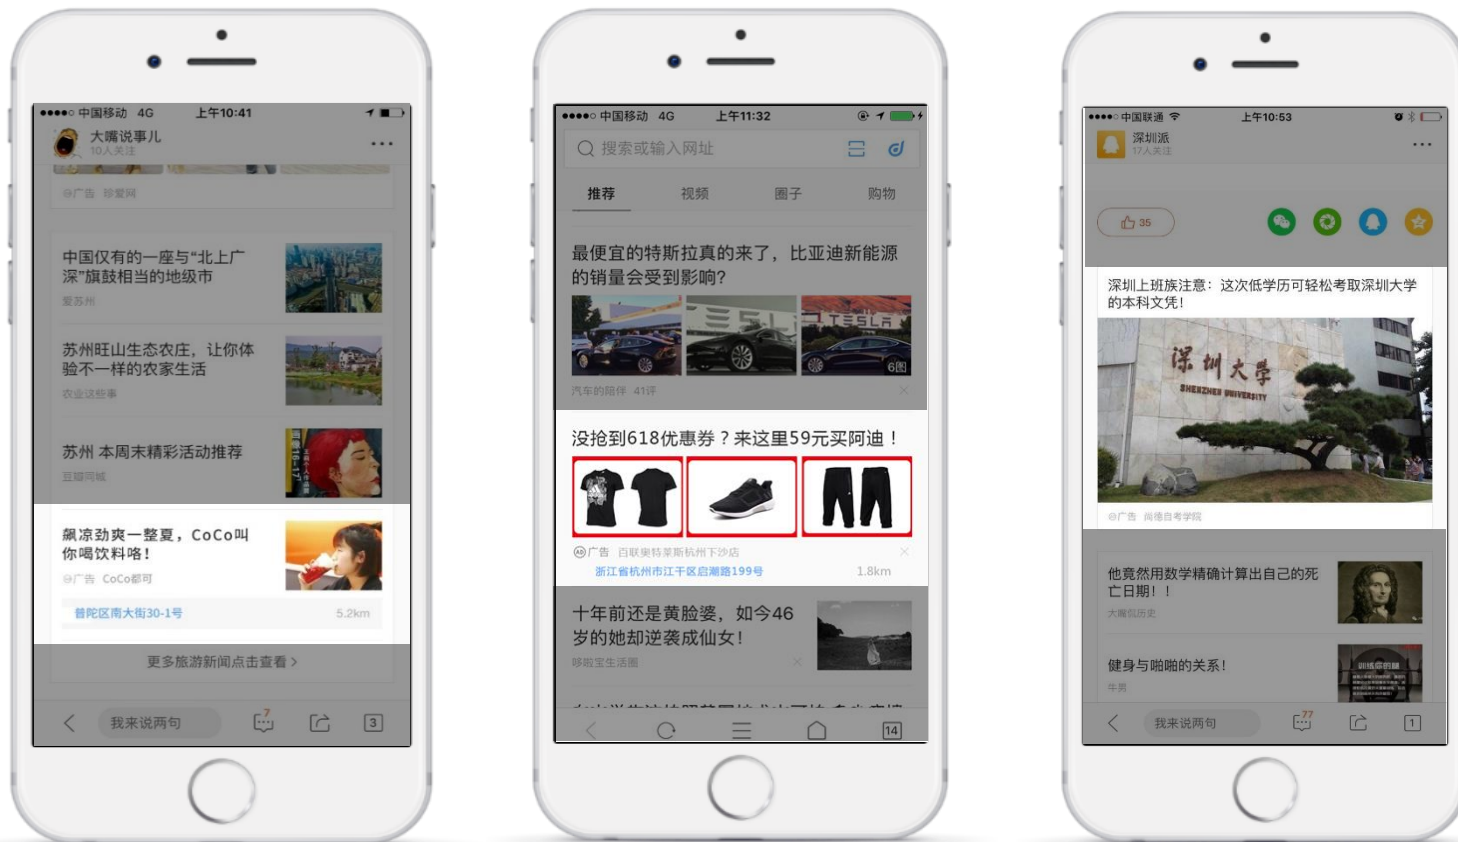 中国移动 4G 上午10:41
大嘴说事儿
10人关注
广告 珍爱网
中国仅有的一座与“北上广
深”旗鼓相当的地级市
爱苏州
苏州旺山生态农庄，让你体
验不一样的农家生活
农业这些事
苏州 本周末精彩活动推荐
豆瓣同城
飙凉劲爽一整夏，CoCo叫
你喝饮料咯！
广告 CoCo都可
普陀区南大街30-1号 5.2km
更多旅游新闻点击查看 >
我来说两句 7 3
中国移动 4G 上午11:32
搜索或输入网址
推荐 视频 圈子 购物
最便宜的特斯拉真的来了，比亚迪新能源
的销量会受到影响?
TESLA
6图
汽车的陪伴 41评
没抢到618优惠券？来这里59元买阿迪！
adidas
AD 广告 百联奥特莱斯杭州下沙店
浙江省杭州市江干区启潮路199号 1.8km
十年前还是黄脸婆，如今46
岁的她却逆袭成仙女！
哆啦宝生活圈
14
中国联通 上午10:53
深圳派
17人关注
35
深圳上班族注意：这次低学历可轻松考取深圳大学
的本科文凭！
深圳大学
SHENZHEN UNIVERSITY
广告 尚德自考学院
他竟然用数学精确计算出自己的死
亡日期！！
大嘴侃历史
健身与啪啪的关系！
牛男
训练你的腿
我来说两句 77 1